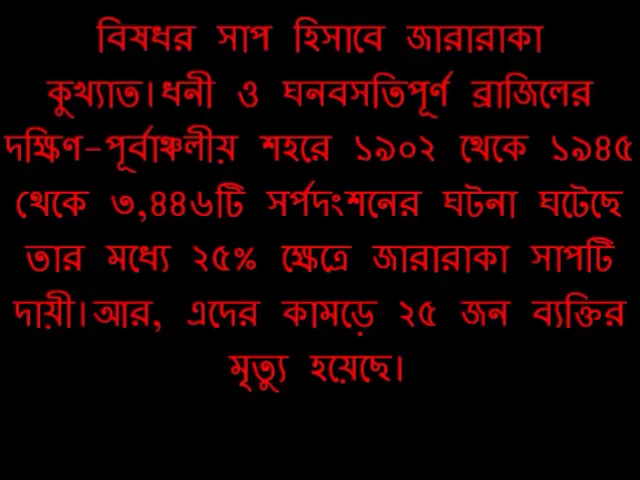 বিষধর সাপ হিসাবে জারারাকা
কুখ্যাত।ধনী ও ঘনবসতিপূর্ণ ব্রাজিলের
দক্ষিণ-পূর্বাঞ্চলীয় শহরে ১৯০২ থেকে ১৯৪৫
থেকে ৩,৪৪৬টি সর্পদংশনের ঘটনা ঘটেছে
তার মধ্যে ২৫% ক্ষেত্রে জারারাকা সাপটি
দায়ী।আর, এদের কামড়ে ২৫ জন ব্যক্তির
মৃত্যু হয়েছে।